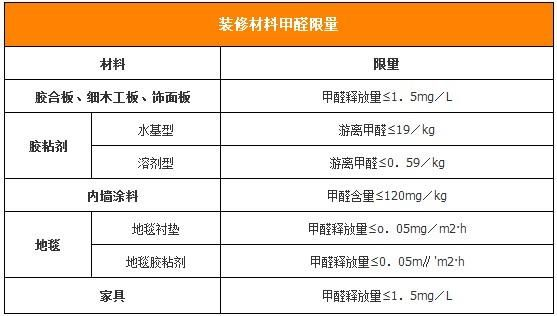 装修材料甲醛限量
材料 限量
胶合板、细木工板、饰面板 甲醛释放量≤1. 5mg／L
胶粘剂 水基型 游离甲醛≤19／kg
溶剂型 游离甲醛≤0. 59／kg
内墙涂料 甲醛含量≤120mg／kg
地毯 地毯衬垫 甲醛释放量≤o. 05mg／m2·h
地毯胶粘剂 甲醛释放量≤0. 05m∥'m2·h
家具 甲醛释放量≤1. 5mg／L